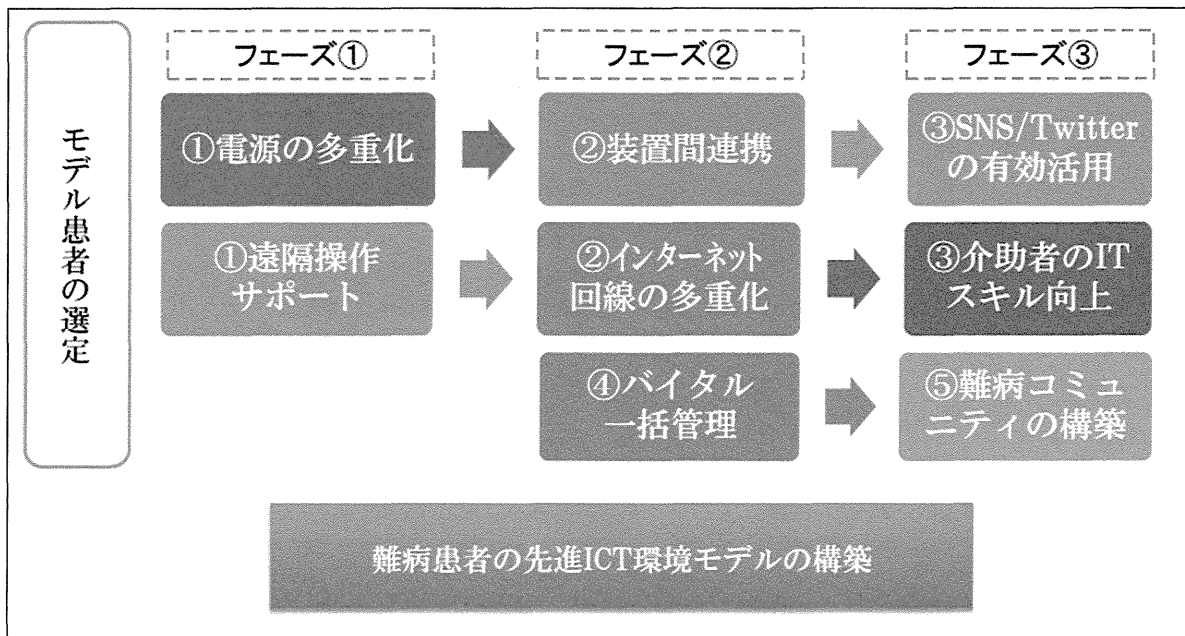 モデル患者の選定
フェーズ①
フェーズ②
フェーズ③
①電源の多重化
②装置間連携
③SNS/Twitter
の有効活用
①遠隔操作
サポート
②インターネット
回線の多重化
③介助者のIT
スキル向上
④バイタル
一括管理
⑤難病コミュ
ニティの構築
難病患者の先進ICT環境モデルの構築